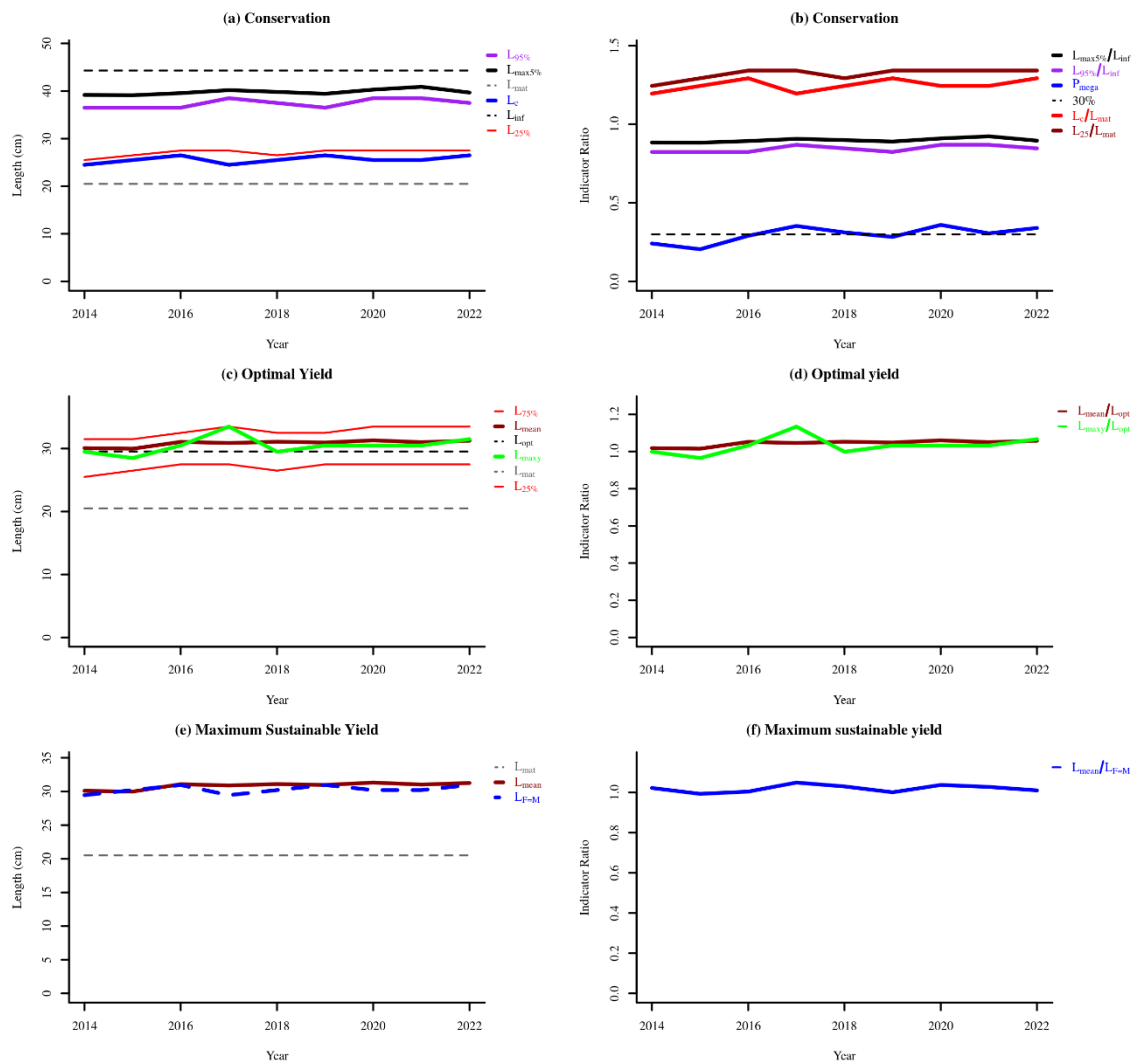 (a) Conservation
Length (cm)
50
40
30
20
10
0
2014 2016 2018 2020 2022
Year
L95%
Lmax5%
Lmat
Lc
Linf
L25%
(b) Conservation
Indicator Ratio
1.5
1.0
0.5
0.0
2014 2016 2018 2020 2022
Year
Lmax5%/Linf
L95%/Linf
Pmega
30%
Lc/Lmat
L25/Lmat
(c) Optimal Yield
Length (cm)
30
20
10
0
2014 2016 2018 2020 2022
Year
L75%
Lmean
Lopt
Lmaxy
Lmat
L25%
(d) Optimal yield
Indicator Ratio
1.2
1.0
0.8
0.6
0.4
0.2
0.0
2014 2016 2018 2020 2022
Year
Lmean/Lopt
Lmaxy/Lopt
(e) Maximum Sustainable Yield
Length (cm)
35
30
25
20
15
10
5
0
2014 2016 2018 2020 2022
Year
Lmat
Lmean
LF=M
(f) Maximum sustainable yield
Indicator Ratio
1.0
0.8
0.6
0.4
0.2
0.0
2014 2016 2018 2020 2022
Year
Lmean/LF=M